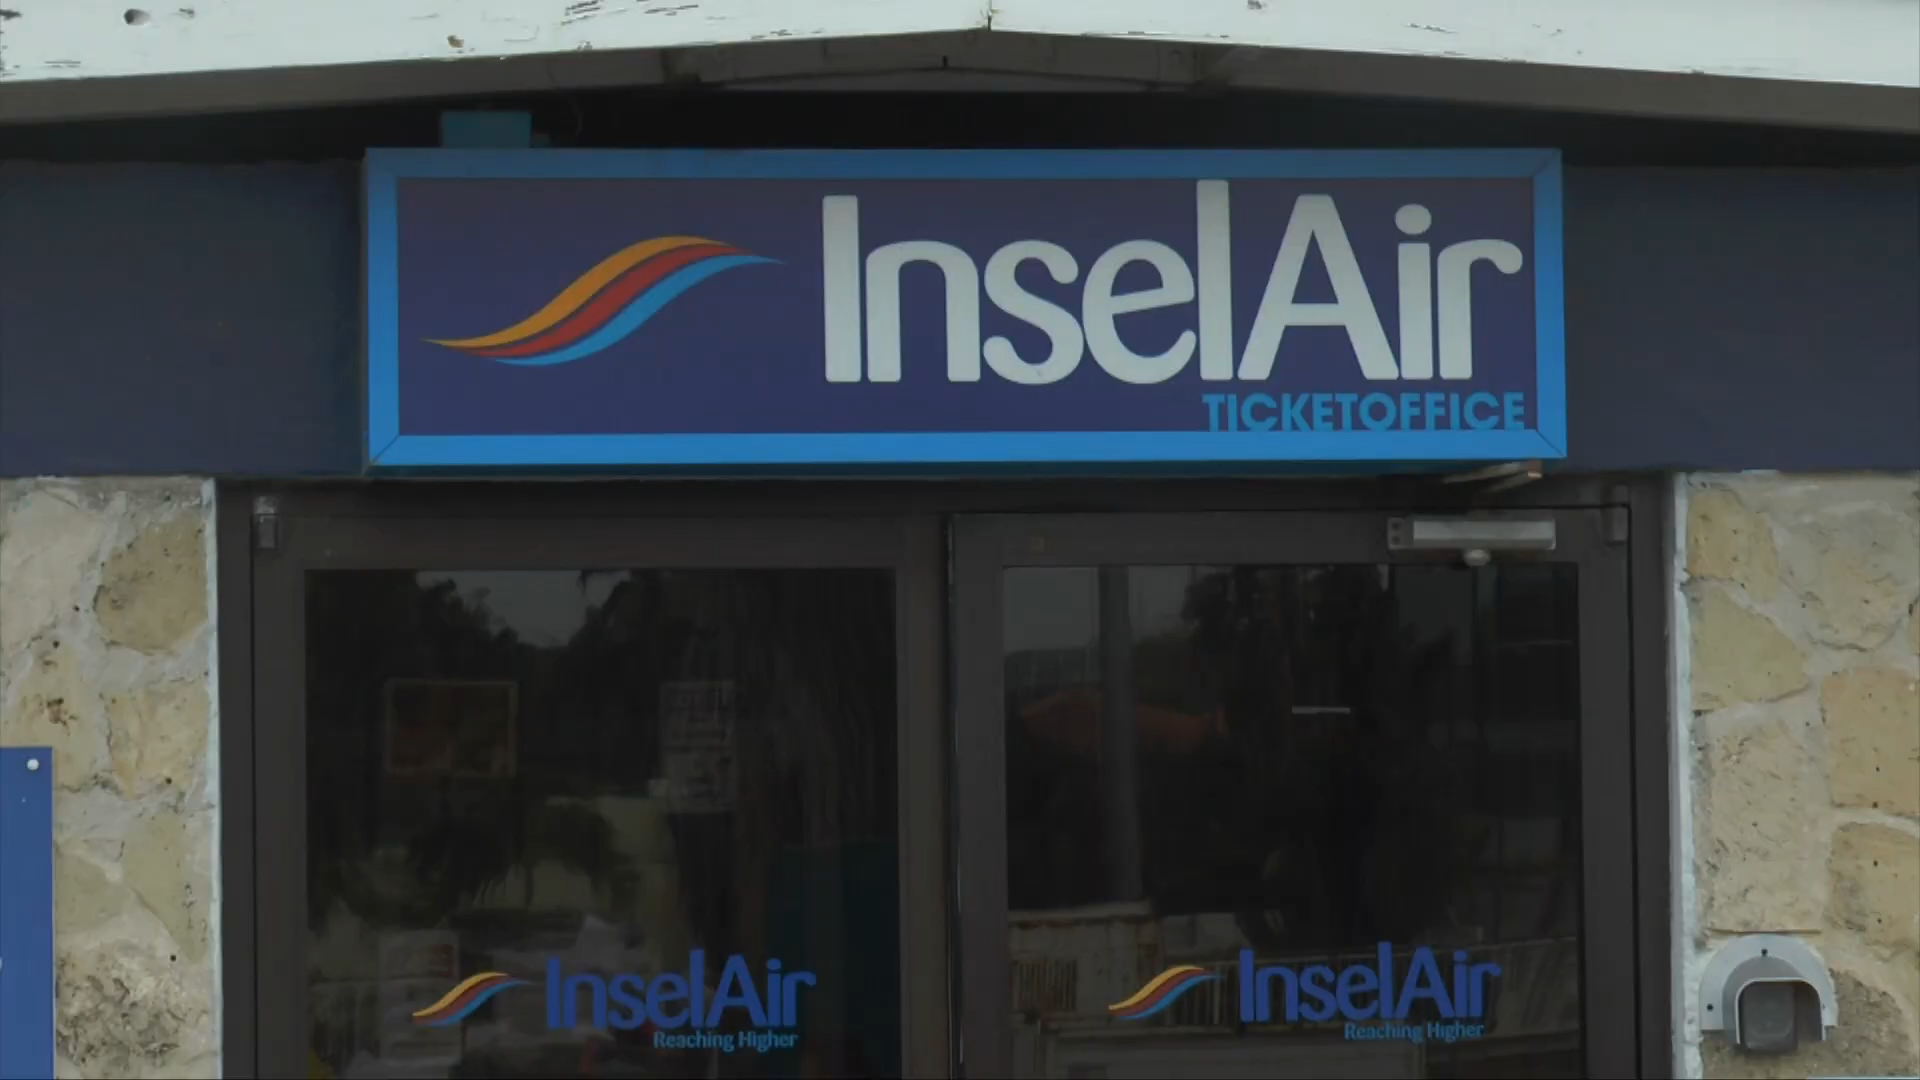 InselAir
TICKETOFFICE
InselAir
Reaching Higher
InselAir
Reaching Higher